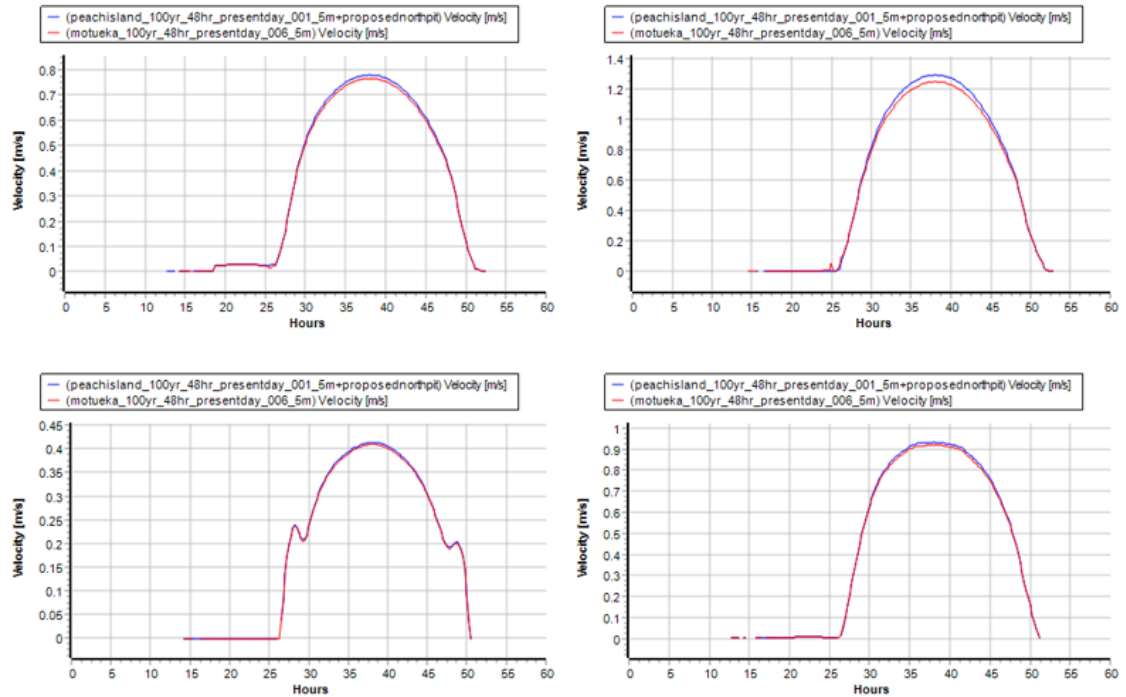 (peachisland_100yr_48hr_presentday_001_5m+proposednorthpit) Velocity [m/s]
(motueka_100yr_48hr_presentday_006_5m) Velocity [m/s]
0.8
0.7
0.6
0.5
0.4
0.3
0.2
0.1
0
Velocity [m/s]
0 5 10 15 20 25 30 35 40 45 50 55 60
Hours
(peachisland_100yr_48hr_presentday_001_5m+proposednorthpit) Velocity [m/s]
(motueka_100yr_48hr_presentday_006_5m) Velocity [m/s]
1.4
1.2
1
0.8
0.6
0.4
0.2
0
Velocity [m/s]
0 5 10 15 20 25 30 35 40 45 50 55 60
Hours
(peachisland_100yr_48hr_presentday_001_5m+proposednorthpit) Velocity [m/s]
(motueka_100yr_48hr_presentday_006_5m) Velocity [m/s]
0.45
0.4
0.35
0.3
0.25
0.2
0.15
0.1
0.05
0
Velocity [m/s]
0 5 10 15 20 25 30 35 40 45 50 55 60
Hours
(peachisland_100yr_48hr_presentday_001_5m+proposednorthpit) Velocity [m/s]
(motueka_100yr_48hr_presentday_006_5m) Velocity [m/s]
1
0.9
0.8
0.7
0.6
0.5
0.4
0.3
0.2
0.1
0
Velocity [m/s]
0 5 10 15 20 25 30 35 40 45 50 55 60
Hours